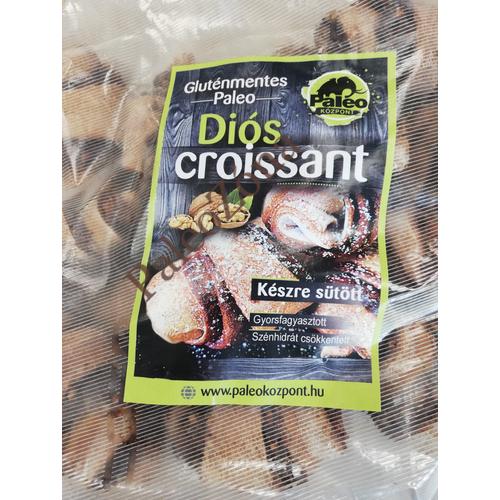 Gluténmentes
Paleo
Diós
croissant
Paleo
KÖZPONT
Készre sütött
Gyorsfagyasztott
Szénhidrát csökkentett
www.paleokozpont.hu